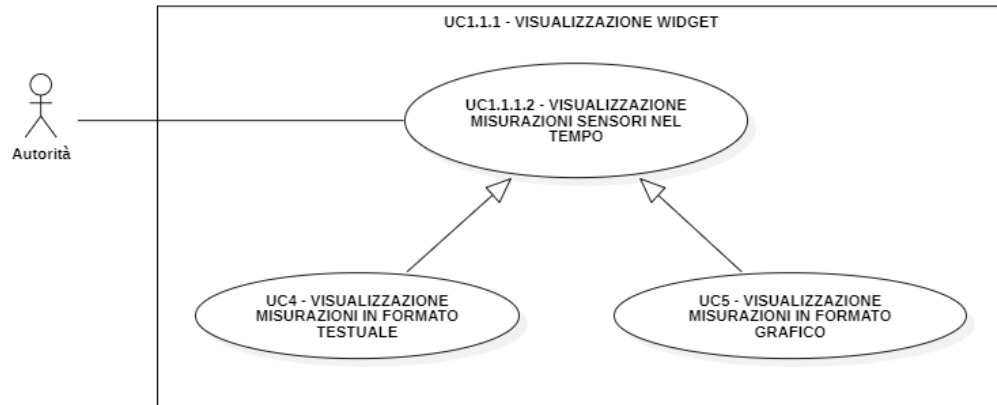 UC1.1.1 - VISUALIZZAZIONE WIDGET
UC1.1.1.2 - VISUALIZZAZIONE
MISURAZIONI SENSORI NEL
TEMPO
Autorità
UC4 - VISUALIZZAZIONE
MISURAZIONI IN FORMATO
TESTUALE
UC5 - VISUALIZZAZIONE
MISURAZIONI IN FORMATO
GRAFICO